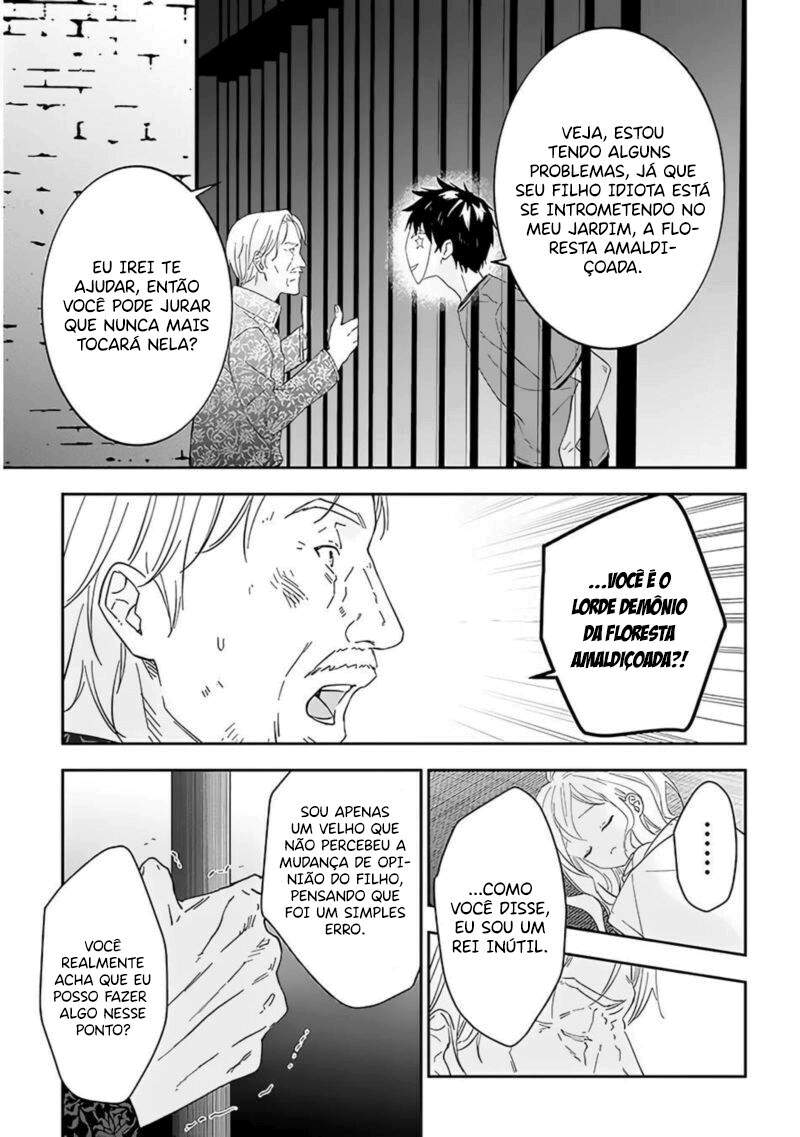 VEJA, ESTOU
TENDO ALGUNS
PROBLEMAS, JÁ QUE
SEU FILHO IDIOTA ESTÁ
SE INTROMETENDO NO
MEU JARDIM, A FLO-
RESTA AMALDI-
ÇOADA.
EU IREI TE
AJUDAR, ENTÃO
VOCÊ PODE JURAR
QUE NUNCA MAIS
TOCARÁ NELA?
...VOCÊ É O
LORDE DEMÔNIO
DA FLORESTA
AMALDIÇOADA?!
......
...COMO
VOCÊ DISSE,
EU SOU UM
REI INÚTIL.
SOU APENAS
UM VELHO QUE
NÃO PERCEBEU A
MUDANÇA DE OPI-
NIÃO DO FILHO,
PENSANDO QUE
FOI UM SIMPLES
ERRO.
VOCÊ
REALMENTE
ACHA QUE EU
POSSO FAZER
ALGO NESSE
PONTO?